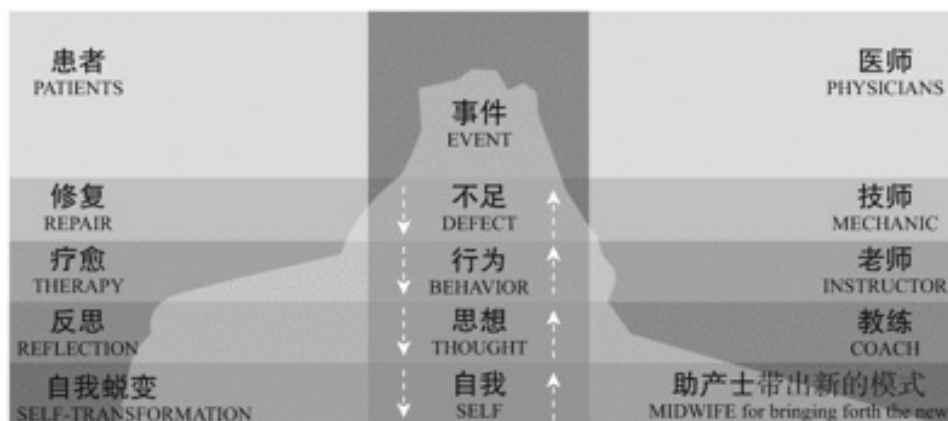 患者
PATIENTS
医师
PHYSICIANS
事件
EVENT
修复
REPAIR
不足
DEFECT
技师
MECHANIC
疗愈
THERAPY
行为
BEHAVIOR
老师
INSTRUCTOR
反思
REFLECTION
思想
THOUGHT
教练
COACH
自我蜕变
SELF-TRANSFORMATION
自我
SELF
助产士带出新的模式
MIDWIFE for bringing forth the new